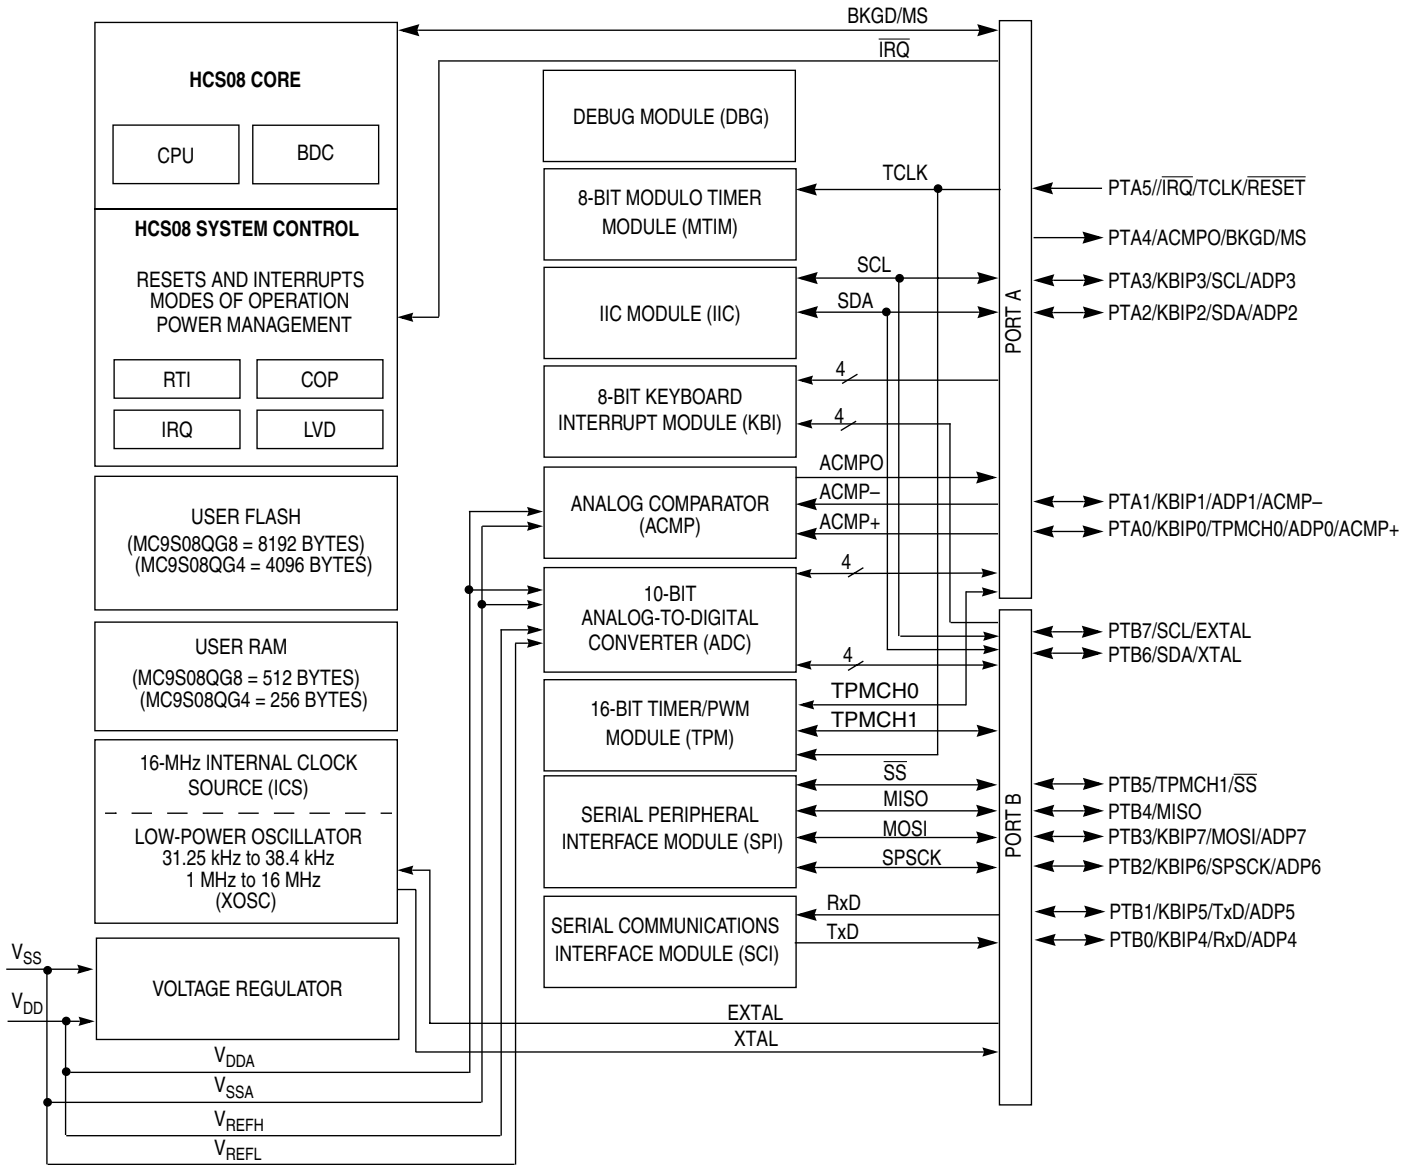 BKGD/MS
IRQ
HCS08 CORE
CPU
BDC
HCS08 SYSTEM CONTROL
RESETS AND INTERRUPTS
MODES OF OPERATION
POWER MANAGEMENT
RTI
COP
IRQ
LVD
USER FLASH
(MC9S08QG8 = 8192 BYTES)
(MC9S08QG4 = 4096 BYTES)
USER RAM
(MC9S08QG8 = 512 BYTES)
(MC9S08QG4 = 256 BYTES)
16-MHz INTERNAL CLOCK
SOURCE (ICS)
LOW-POWER OSCILLATOR
31.25 kHz to 38.4 kHz
1 MHz to 16 MHz
(XOSC)
VOLTAGE REGULATOR
VSS
VDD
VDDA
VSSA
VREFH
VREFL
DEBUG MODULE (DBG)
8-BIT MODULO TIMER
MODULE (MTIM)
IIC MODULE (IIC)
8-BIT KEYBOARD
INTERRUPT MODULE (KBI)
ANALOG COMPARATOR
(ACMP)
10-BIT
ANALOG-TO-DIGITAL
CONVERTER (ADC)
16-BIT TIMER/PWM
MODULE (TPM)
SERIAL PERIPHERAL
INTERFACE MODULE (SPI)
SERIAL COMMUNICATIONS
INTERFACE MODULE (SCI)
TCLK
SCL
SDA
4
4
ACMPO
ACMP–
ACMP+
4
4
TPMCH0
TPMCH1
SS
MISO
MOSI
SPSCK
RxD
TxD
EXTAL
XTAL
PORT A
PORT B
PTA5//IRQ/TCLK/RESET
PTA4/ACMPO/BKGD/MS
PTA3/KBIP3/SCL/ADP3
PTA2/KBIP2/SDA/ADP2
PTA1/KBIP1/ADP1/ACMP–
PTA0/KBIP0/TPMCH0/ADP0/ACMP+
PTB7/SCL/EXTAL
PTB6/SDA/XTAL
PTB5/TPMCH1/SS
PTB4/MISO
PTB3/KBIP7/MOSI/ADP7
PTB2/KBIP6/SPSCK/ADP6
PTB1/KBIP5/TxD/ADP5
PTB0/KBIP4/RxD/ADP4